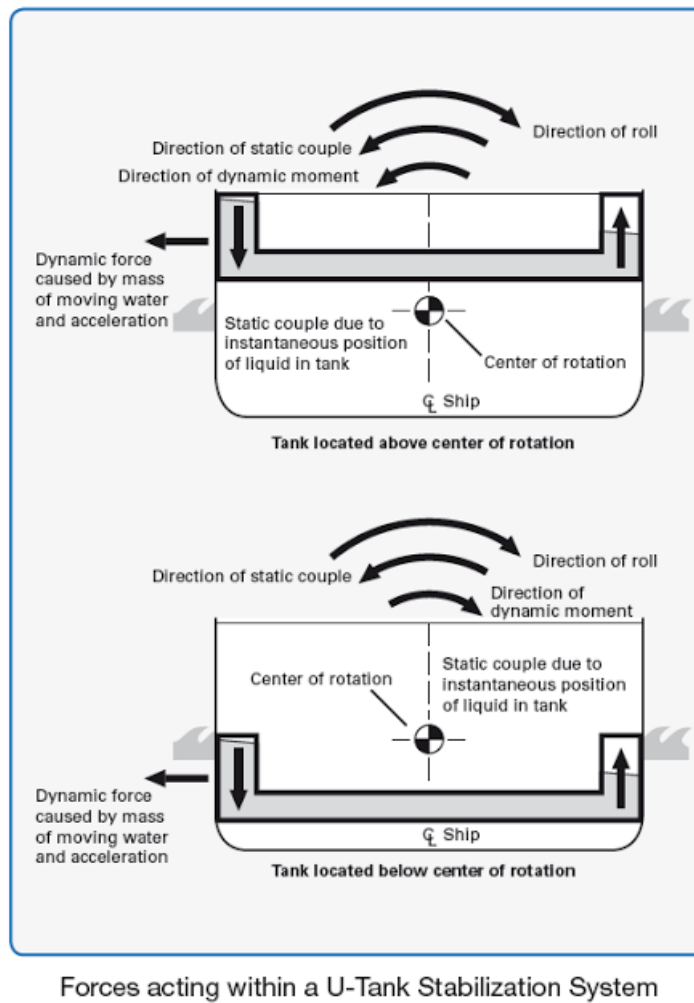 Direction of roll
Direction of static couple
Direction of dynamic moment
Dynamic force
caused by mass
of moving water
and acceleration
Static couple due to
instantaneous position
of liquid in tank
Center of rotation
℄ Ship
Tank located above center of rotation
Direction of roll
Direction of static couple
Direction of
dynamic moment
Center of rotation
Static couple due to
instantaneous position
of liquid in tank
Dynamic force
caused by mass
of moving water
and acceleration
℄ Ship
Tank located below center of rotation
Forces acting within a U-Tank Stabilization System